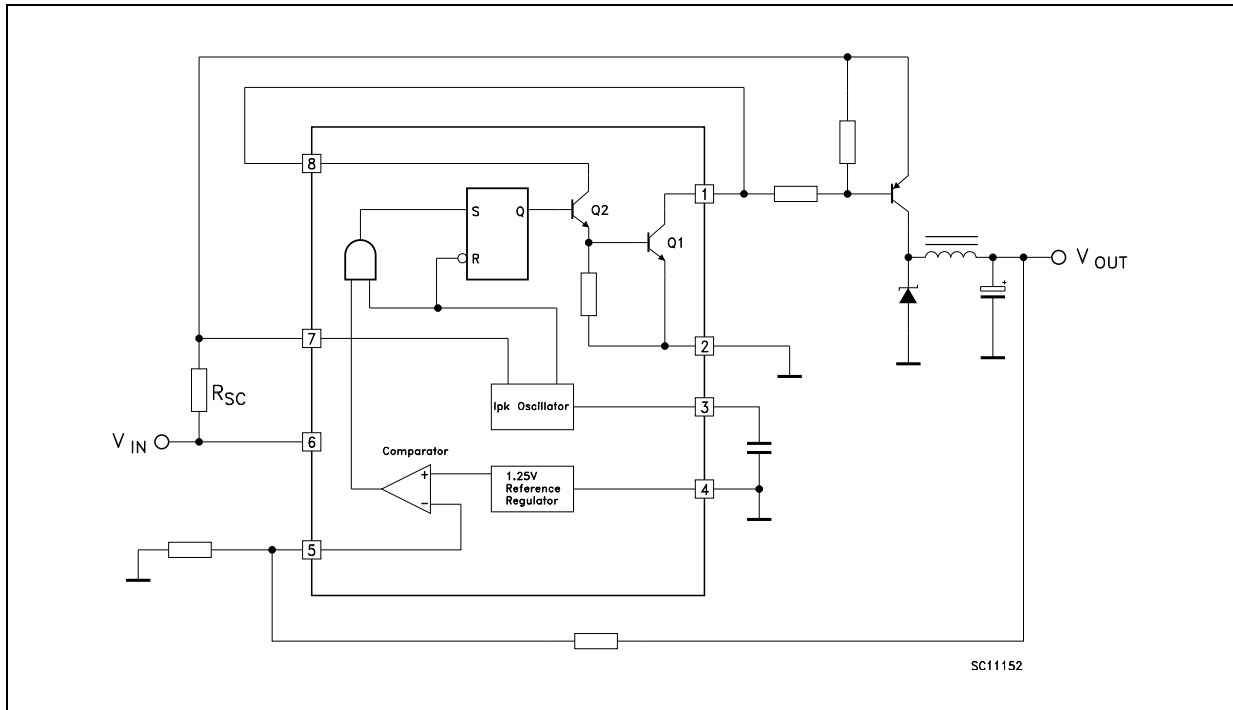 8
1
S Q
Q2
Q1
R
7
2
R SC
Ipk Oscillator
3
V IN
6
Comparator
+
-
1.25V
Reference
Regulator
4
5
+
V OUT
SC11152